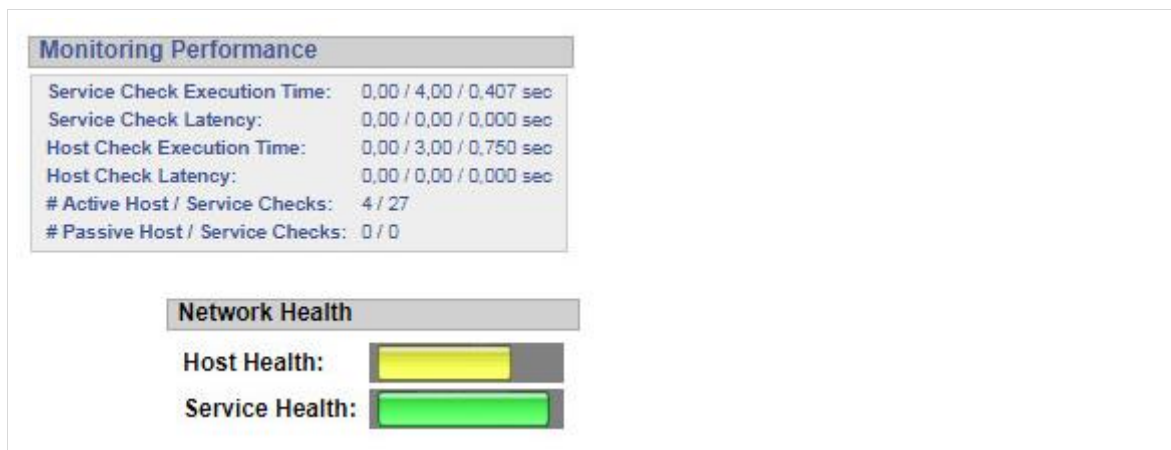 Monitoring Performance
Service Check Execution Time: 0,00 / 4,00 / 0,407 sec
Service Check Latency: 0,00 / 0,00 / 0,000 sec
Host Check Execution Time: 0,00 / 3,00 / 0,750 sec
Host Check Latency: 0,00 / 0,00 / 0,000 sec
# Active Host / Service Checks: 4 / 27
# Passive Host / Service Checks: 0 / 0
Network Health
Host Health:
Service Health: